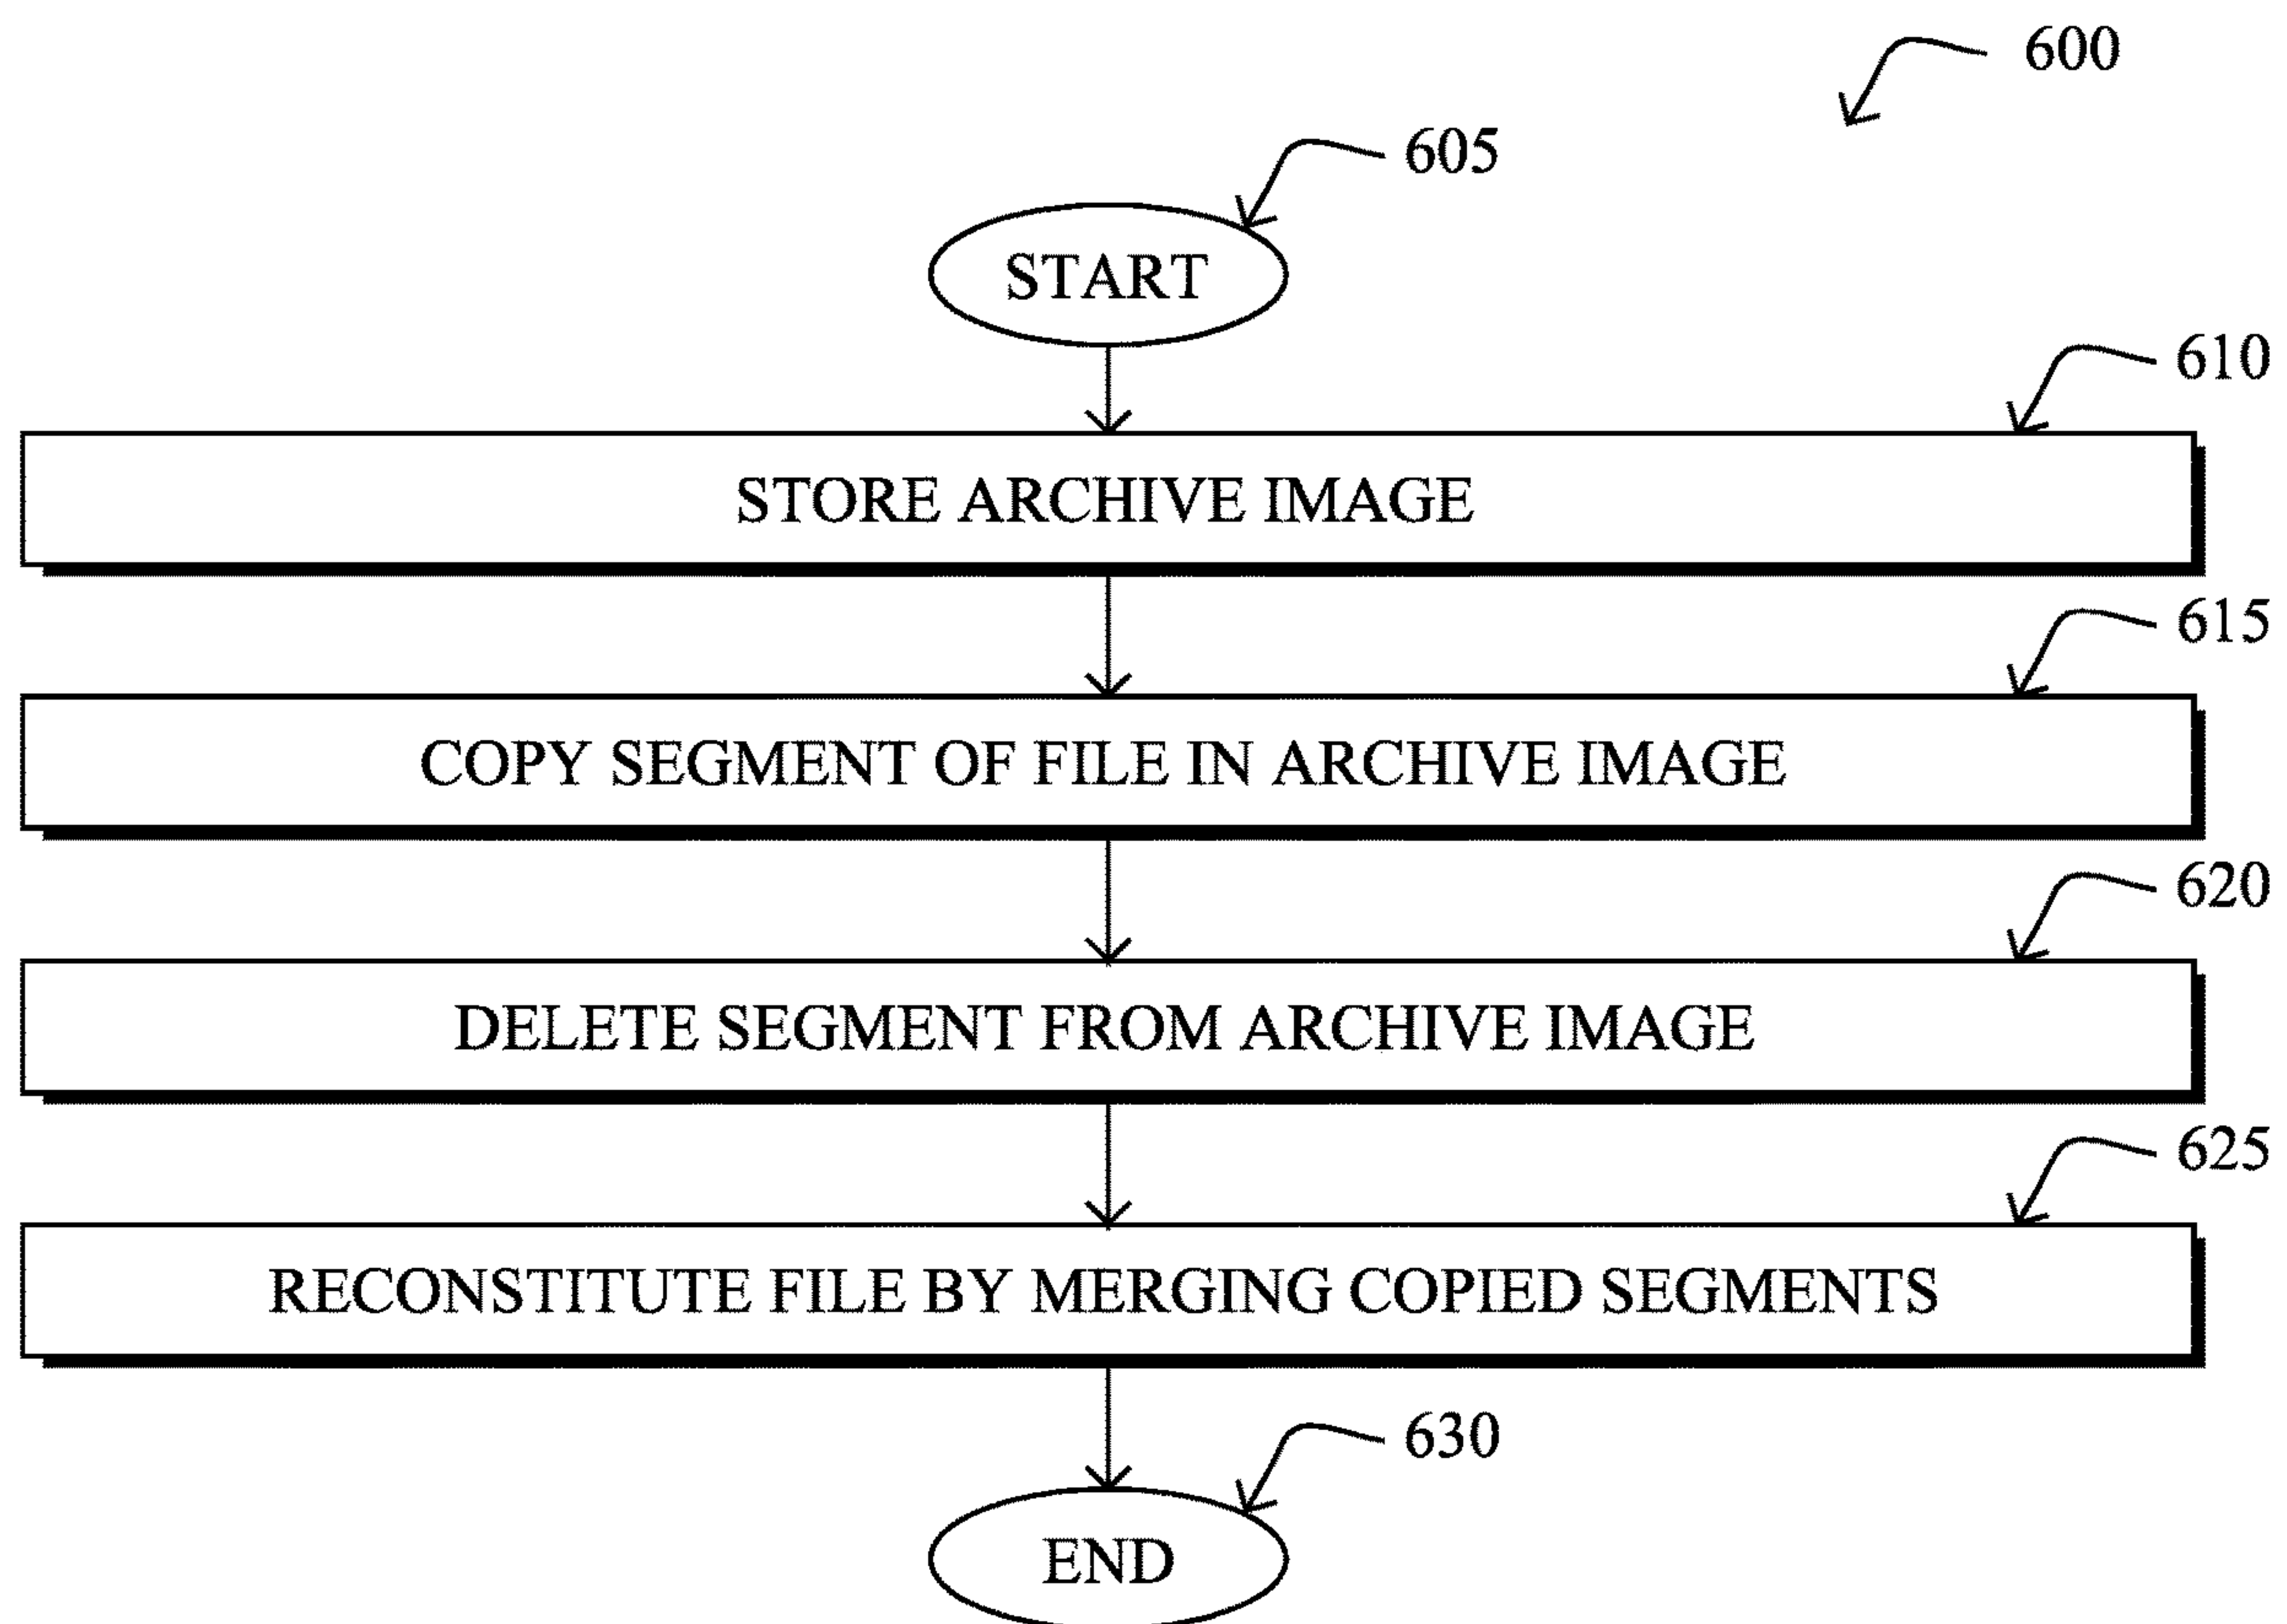 600
605
START
610
STORE ARCHIVE IMAGE
615
COPY SEGMENT OF FILE IN ARCHIVE IMAGE
620
DELETE SEGMENT FROM ARCHIVE IMAGE
625
RECONSTITUTE FILE BY MERGING COPIED SEGMENTS
630
END